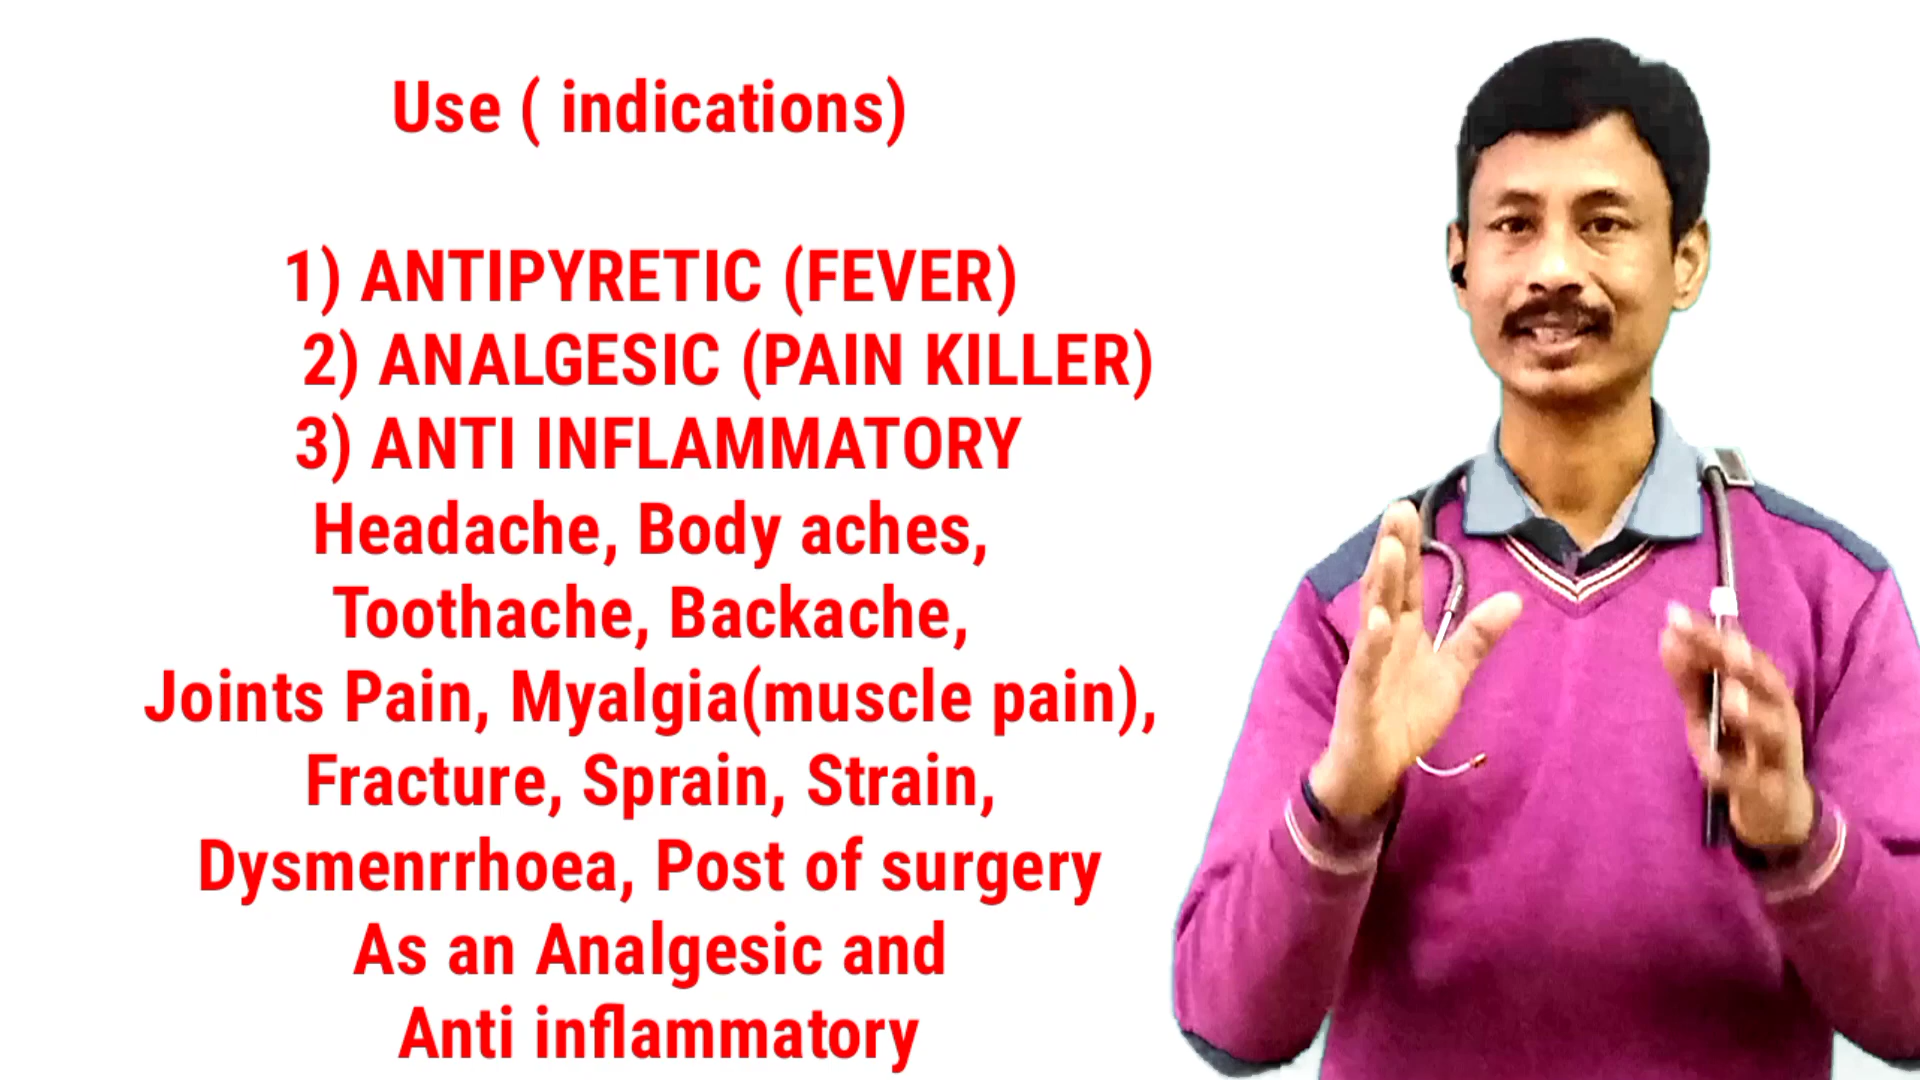 Use ( indications)
1) ANTIPYRETIC (FEVER)
2) ANALGESIC (PAIN KILLER)
3) ANTI INFLAMMATORY
Headache, Body aches,
Toothache, Backache,
Joints Pain, Myalgia(muscle pain),
Fracture, Sprain, Strain,
Dysmenrrhoea, Post of surgery
As an Analgesic and
Anti inflammatory